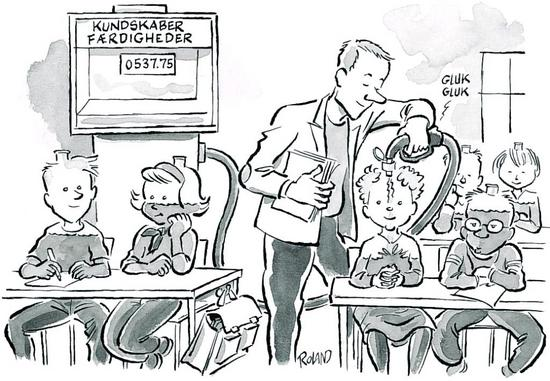 KUNDSKABER
FÆRDIGHEDER
0537.75
GLUK
GLUK
ROLAND